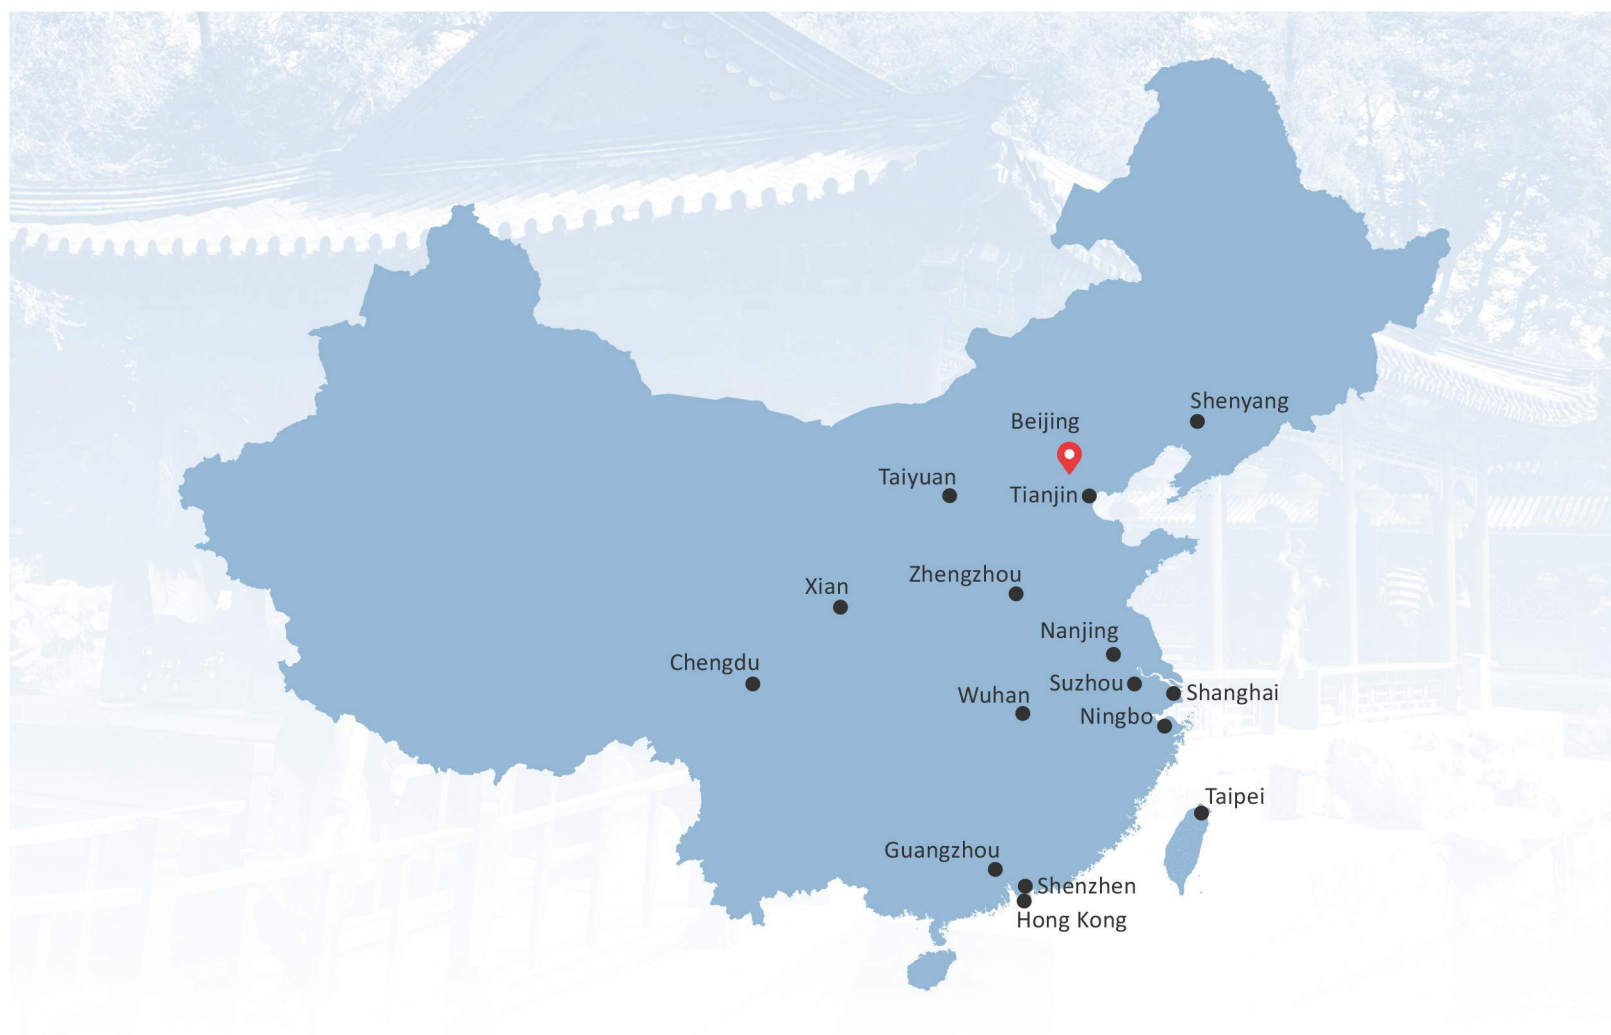 Shenyang
Beijing
Taiyuan
Tianjin
Zhengzhou
Xian
Nanjing
Chengdu
Suzhou
Shanghai
Wuhan
Ningbo
Taipei
Guangzhou
Shenzhen
Hong Kong